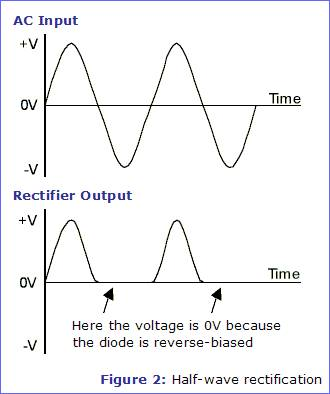 AC Input
+V
0V
Time
-V
Rectifier Output
+V
0V
Time
Here the voltage is 0V because
the diode is reverse-biased
-V
Figure 2: Half-wave rectification